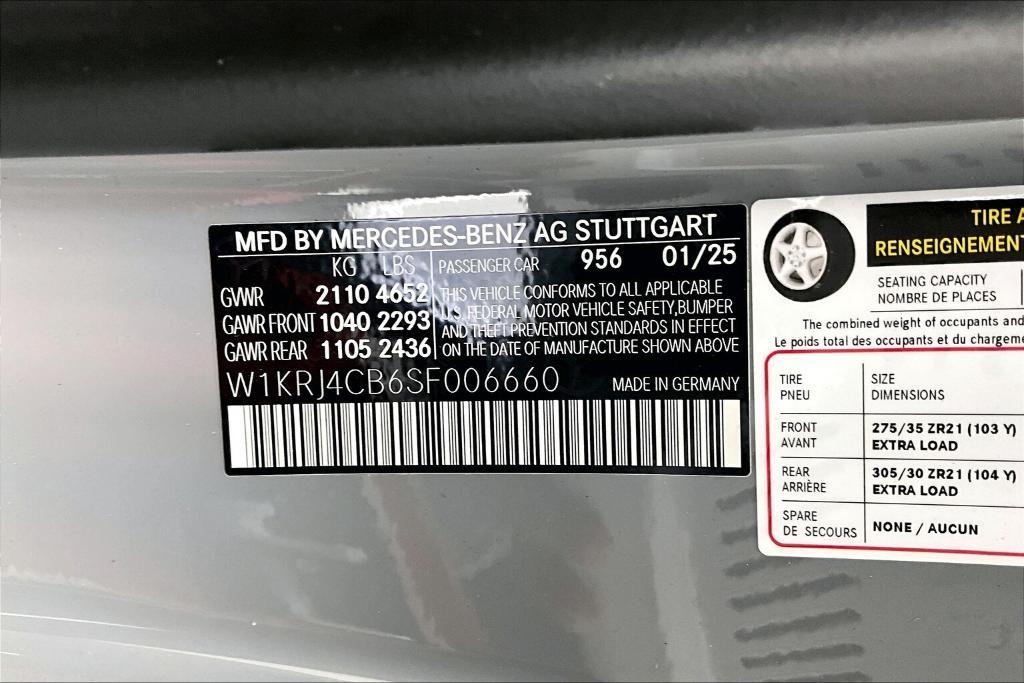 MFD BY MERCEDES-BENZ AG STUTTGART
KG LBS PASSENGER CAR 956 01/25
GVWR 2110 4652
GAWR FRONT 1040 2293
GAWR REAR 1105 2436
THIS VEHICLE CONFORMS TO ALL APPLICABLE
U.S. FEDERAL MOTOR VEHICLE SAFETY, BUMPER
AND THEFT PREVENTION STANDARDS IN EFFECT
ON THE DATE OF MANUFACTURE SHOWN ABOVE
W1KRJ4CB6SF006660 MADE IN GERMANY
TIRE A
RENSEIGNEMENT
SEATING CAPACITY
NOMBRE DE PLACES
The combined weight of occupants and
Le poids total des occupants et du chargeme
TIRE SIZE
PNEU DIMENSIONS
FRONT 275/35 ZR21 (103 Y)
AVANT EXTRA LOAD
REAR 305/30 ZR21 (104 Y)
ARRIÈRE EXTRA LOAD
SPARE NONE / AUCUN
DE SECOURS